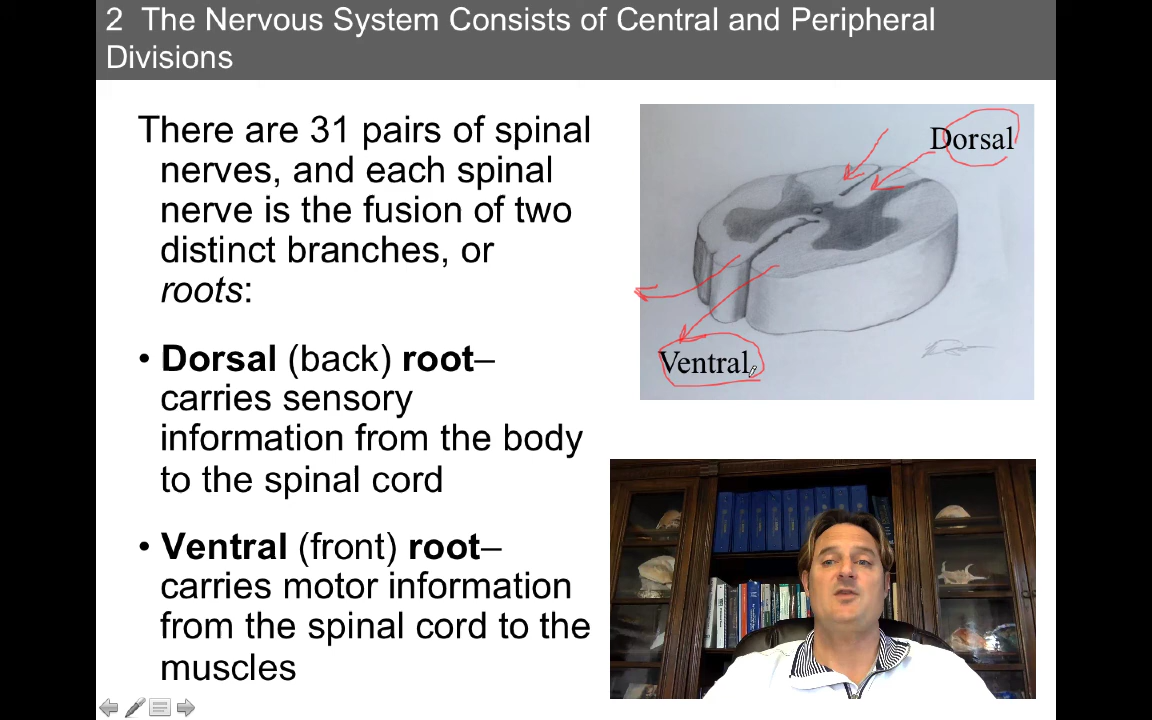 2 The Nervous System Consists of Central and Peripheral
Divisions
There are 31 pairs of spinal
nerves, and each spinal
nerve is the fusion of two
distinct branches, or
roots:
• Dorsal (back) root–
carries sensory
information from the body
to the spinal cord
• Ventral (front) root–
carries motor information
from the spinal cord to the
muscles
Dorsal
Ventral